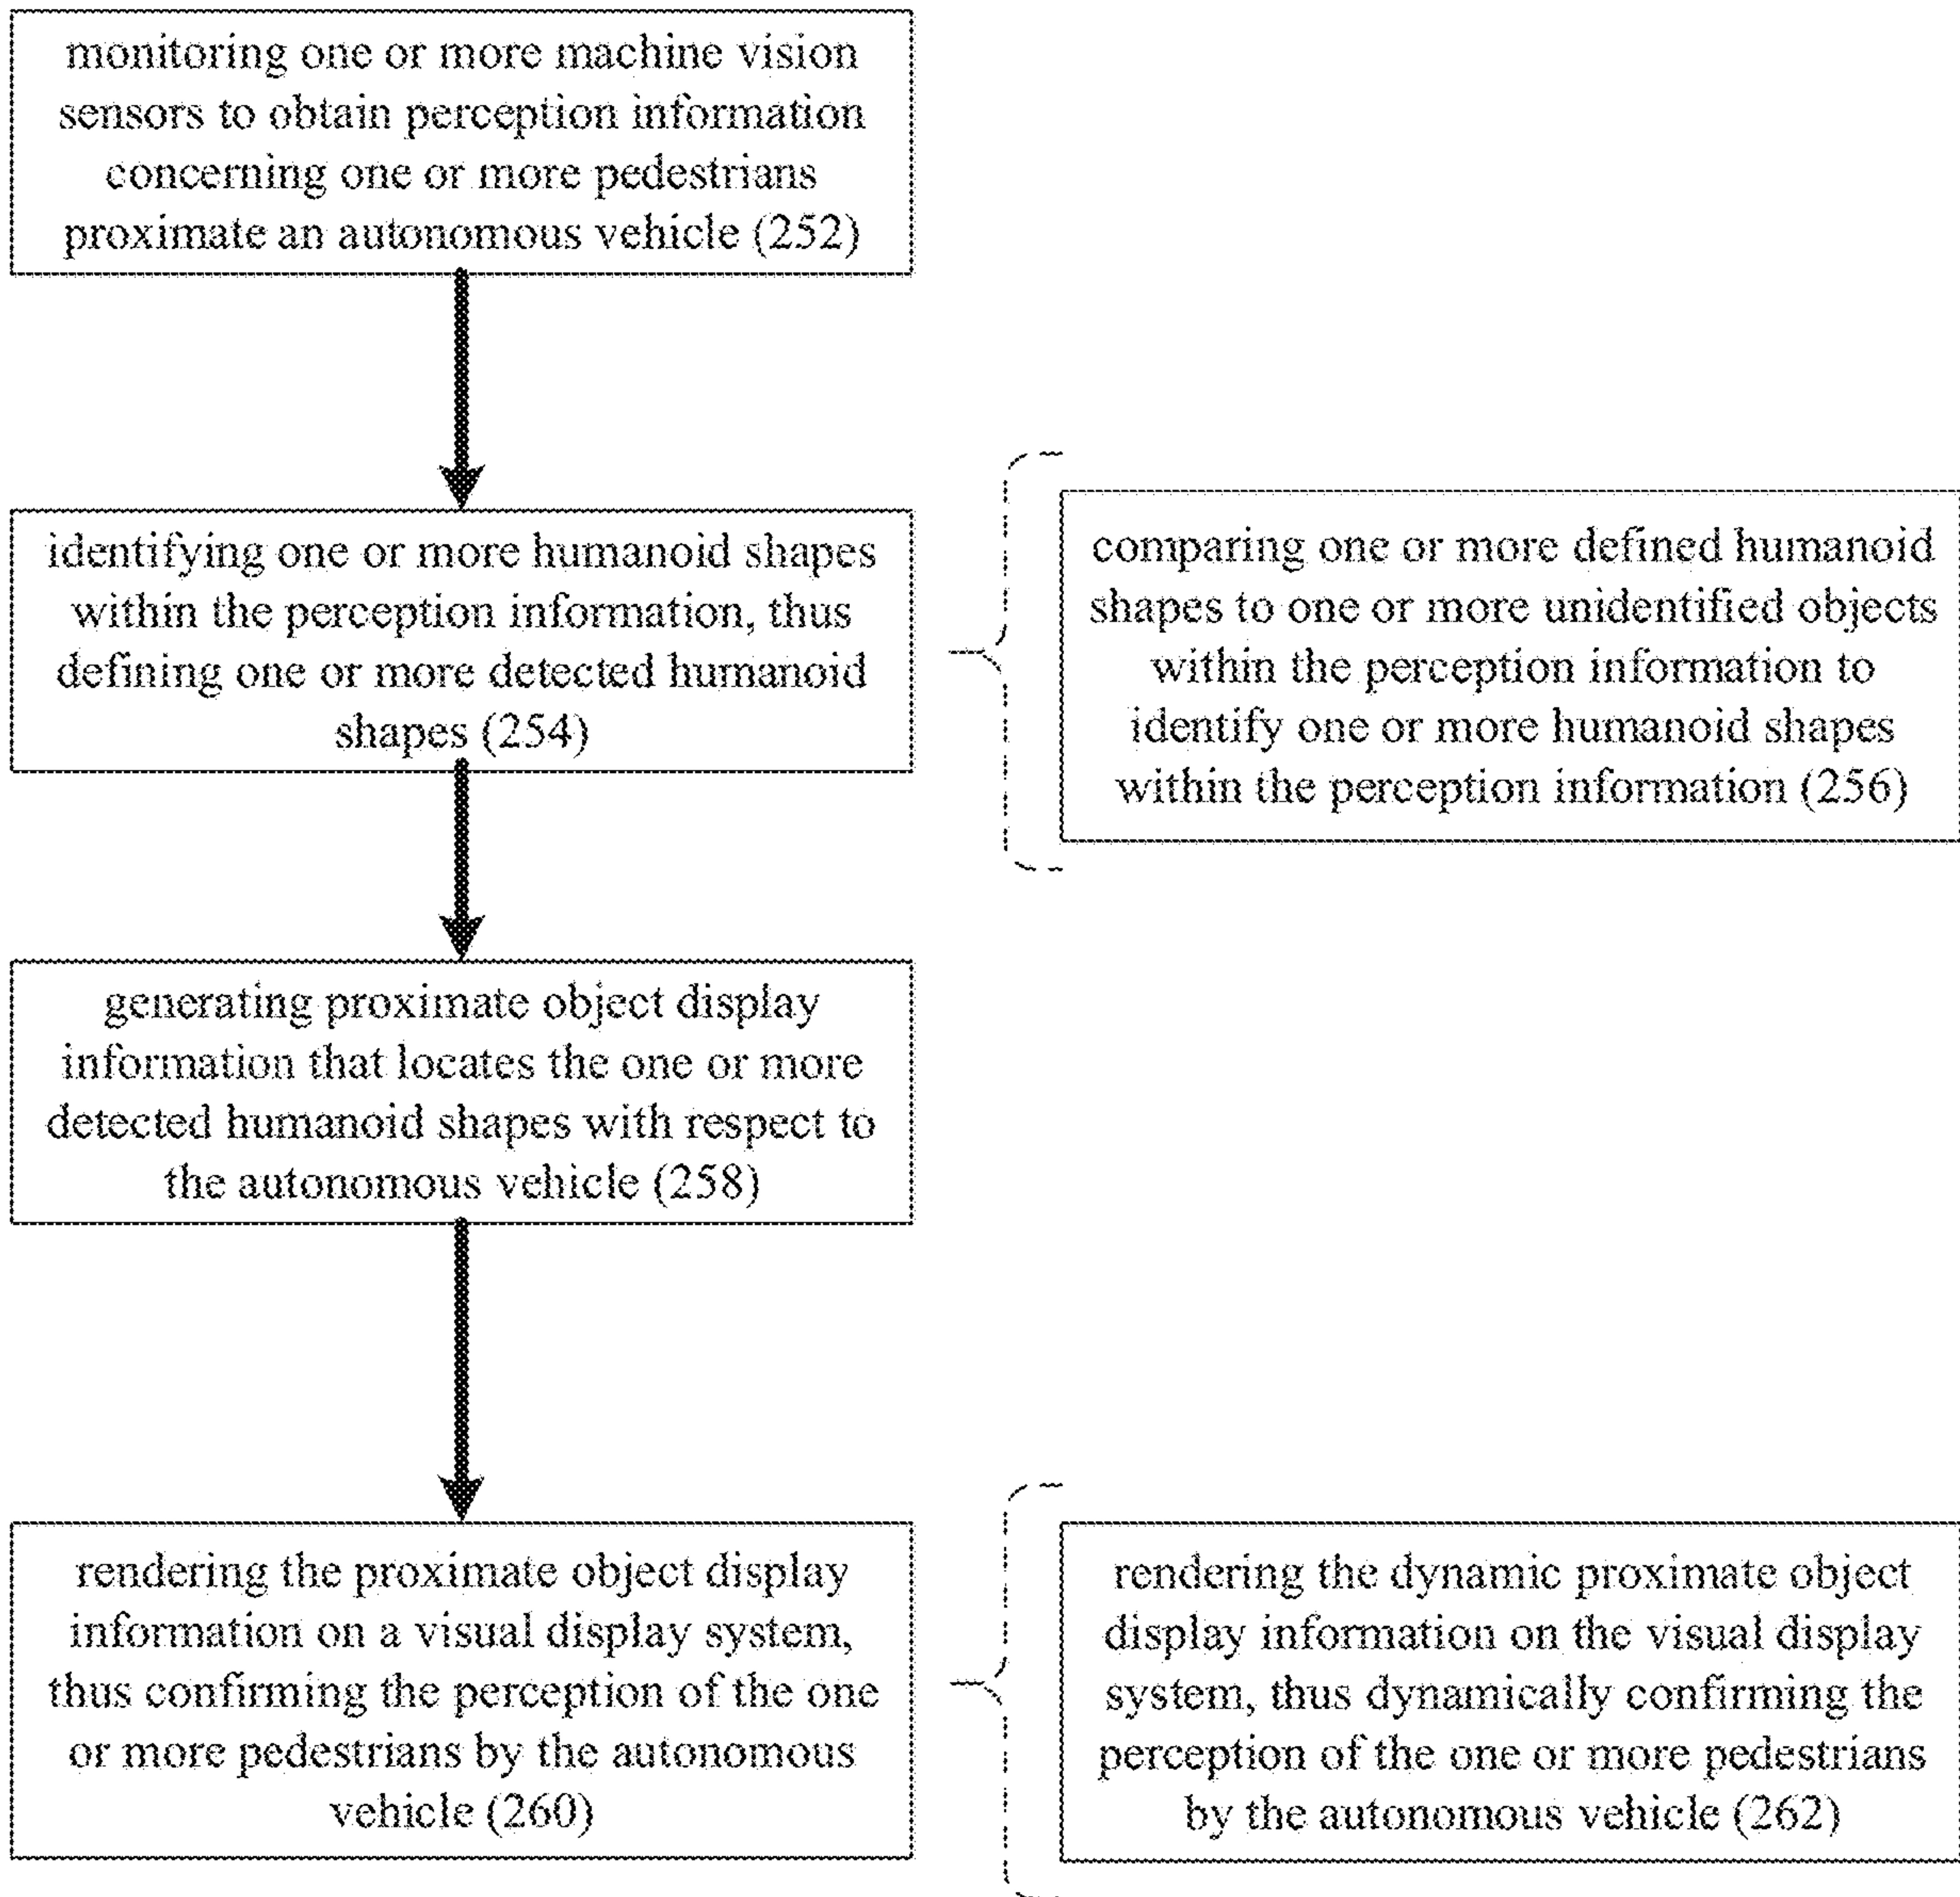 monitoring one or more machine vision
sensors to obtain perception information
concerning one or more pedestrians
proximate an autonomous vehicle (252)
identifying one or more humanoid shapes
within the perception information, thus
defining one or more detected humanoid
shapes (254)
comparing one or more defined humanoid
shapes to one or more unidentified objects
within the perception information to
identify one or more humanoid shapes
within the perception information (256)
generating proximate object display
information that locates the one or more
detected humanoid shapes with respect to
the autonomous vehicle (258)
rendering the proximate object display
information on a visual display system,
thus confirming the perception of the one
or more pedestrians by the autonomous
vehicle (260)
rendering the dynamic proximate object
display information on the visual display
system, thus dynamically confirming the
perception of the one or more pedestrians
by the autonomous vehicle (262)